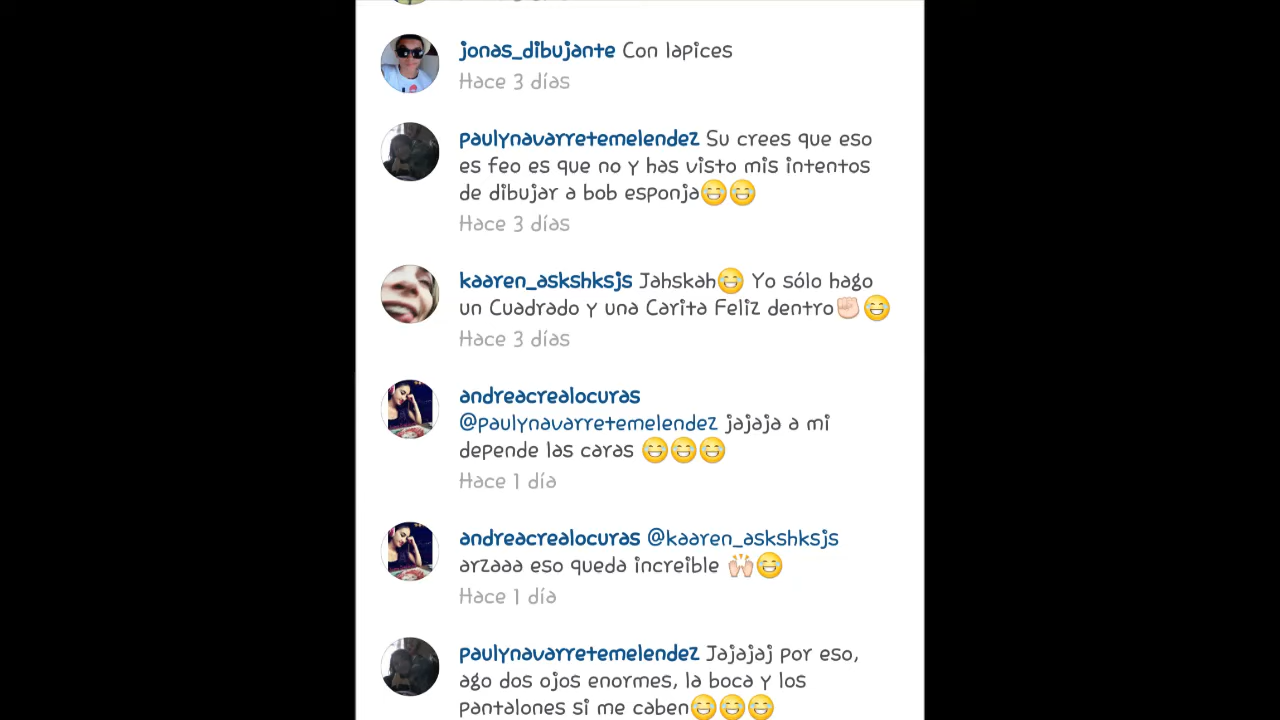 jonas_dibujante Con lapices
Hace 3 días
paulynavarretemelendez Su crees que eso
es feo es que no y has visto mis intentos
de dibujar a bob esponja😂😂
Hace 3 días
kaaren_askshksjs Jahskah😂 Yo sólo hago
un Cuadrado y una Carita Feliz dentro✊😂
Hace 3 días
andreacrealocuras
@paulynavarretemelendez jajaja a mi
depende las caras 😂😂😂
Hace 1 día
andreacrealocuras @kaaren_askshksjs
arzaaa eso queda increible 🙌😂
Hace 1 día
paulynavarretemelendez Jajajaj por eso,
ago dos ojos enormes, la boca y los
pantalones si me caben😂😂😂